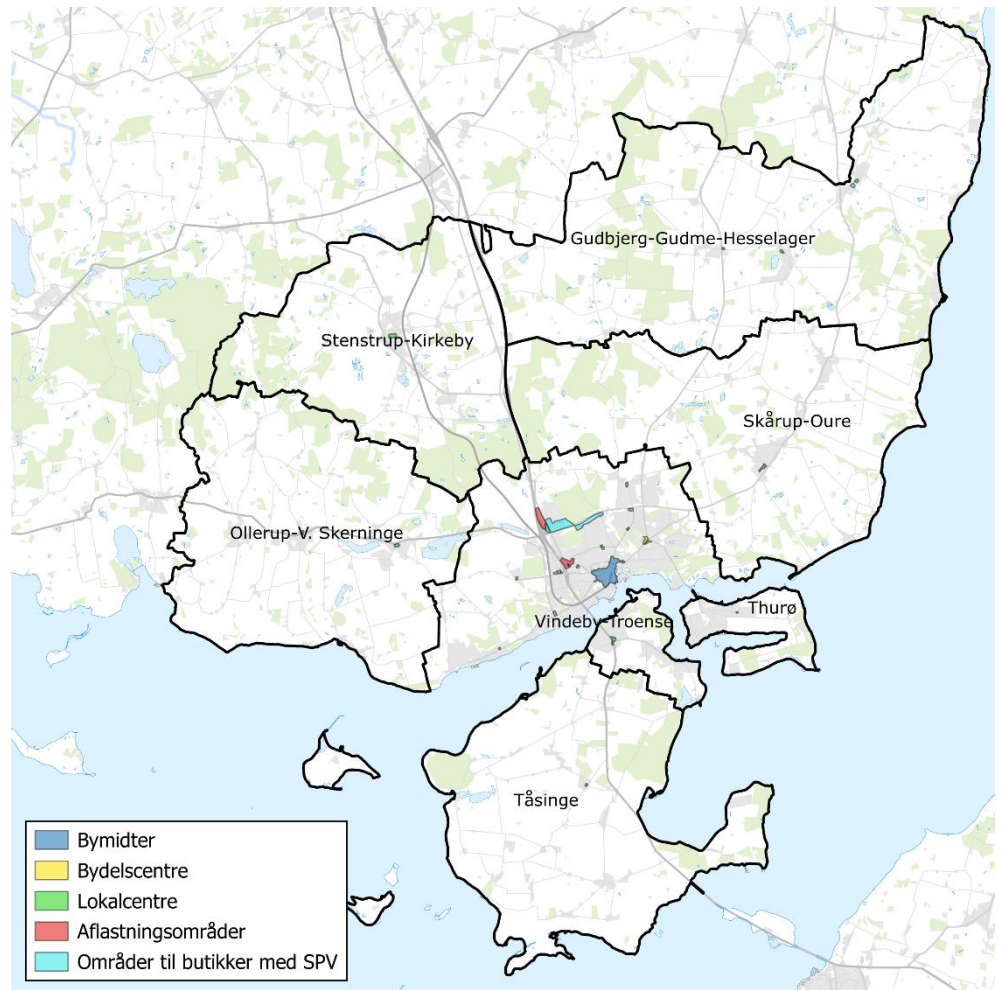 Gudbjerg-Gudme-Hesselager
Stenstrup-Kirkeby
Skårup-Oure
Ollerup-V. Skerninge
Thurø
Vindeby-Troense
Tåsinge
Bymidter
Bydelscentre
Lokalcentre
Aflastningsområder
Områder til butikker med SPV